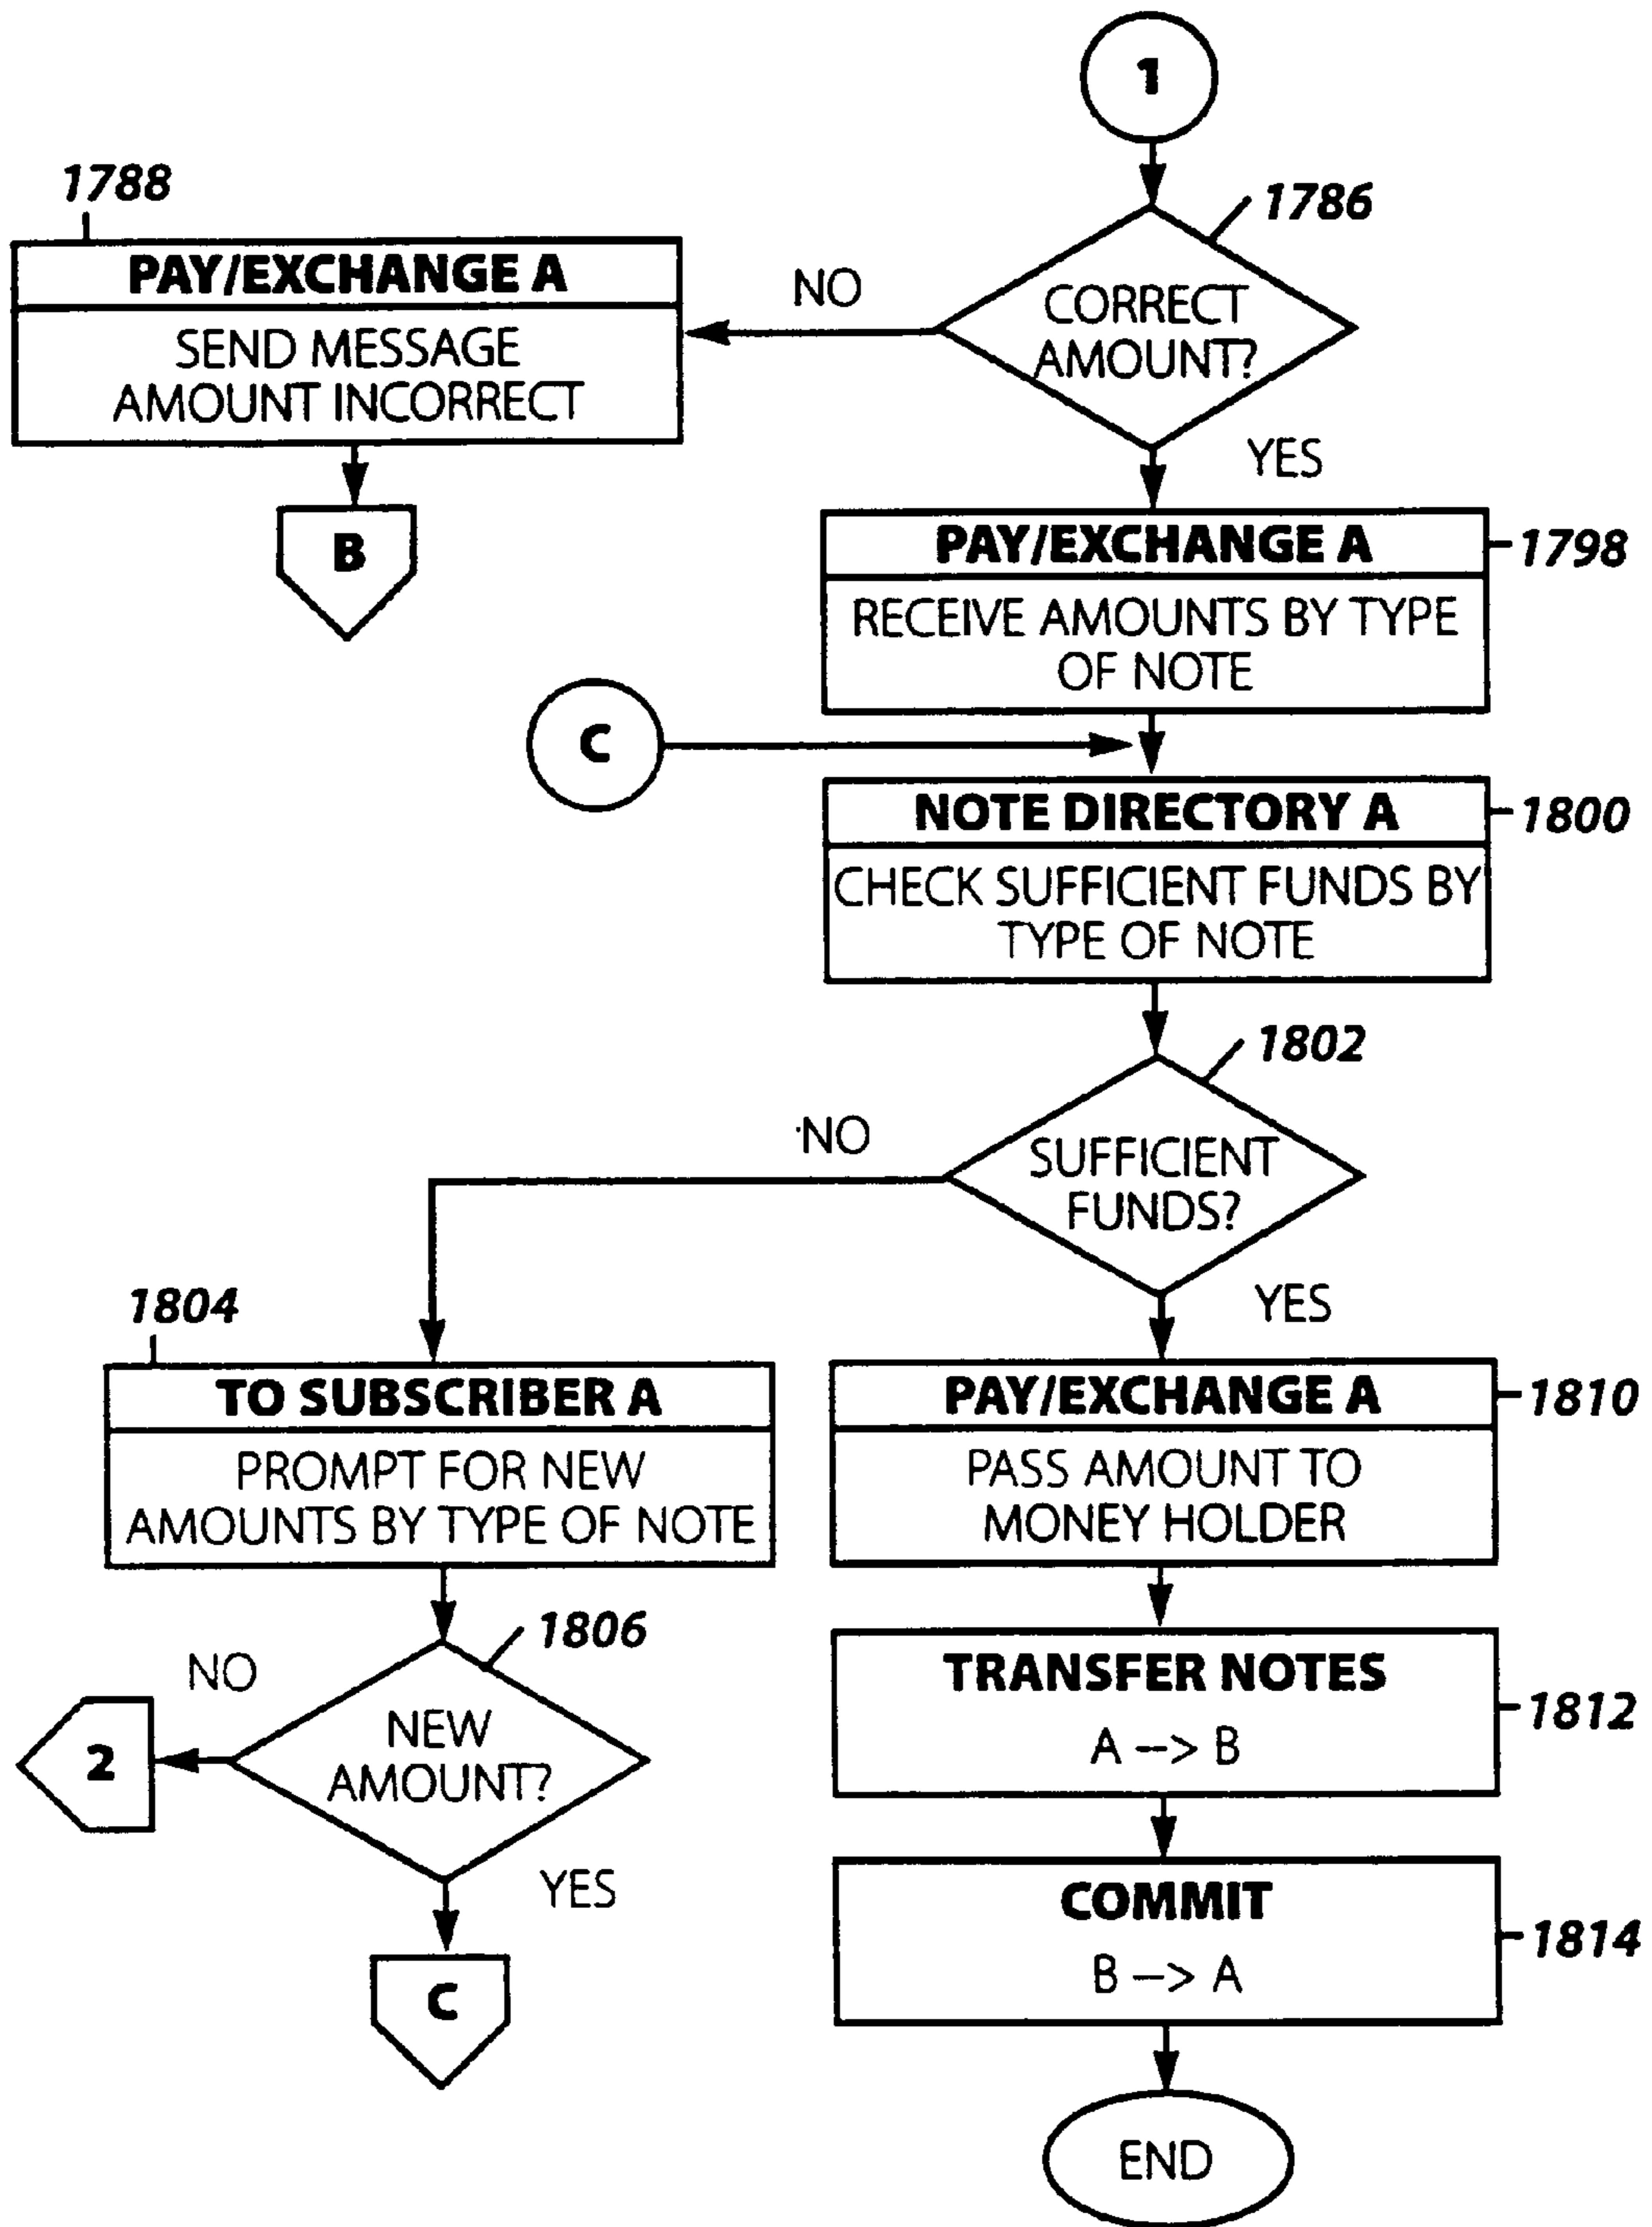 1
1788
1786
PAY/EXCHANGE A
NO
CORRECT
AMOUNT?
SEND MESSAGE
AMOUNT INCORRECT
YES
B
PAY/EXCHANGE A
1798
RECEIVE AMOUNTS BY TYPE
OF NOTE
C
NOTE DIRECTORY A
1800
CHECK SUFFICIENT FUNDS BY
TYPE OF NOTE
1802
NO
SUFFICIENT
FUNDS?
YES
1804
TO SUBSCRIBER A
PROMPT FOR NEW
AMOUNTS BY TYPE OF NOTE
PAY/EXCHANGE A
1810
PASS AMOUNT TO
MONEY HOLDER
1806
NO
NEW
AMOUNT?
2
YES
C
TRANSFER NOTES
1812
A --> B
COMMIT
1814
B --> A
END